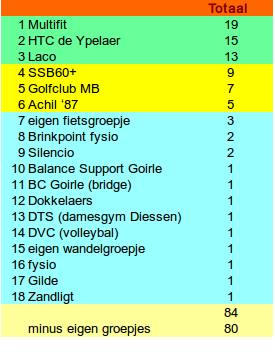 Totaal
1 Multifit 19
2 HTC de Ypelaer 15
3 Laco 13
4 SSB60+ 9
5 Golfclub MB 7
6 Achil ‘87 5
7 eigen fietsgroepje 3
8 Brinkpoint fysio 2
9 Silencio 2
10 Balance Support Goirle 1
11 BC Goirle (bridge) 1
12 Dokkelaers 1
13 DTS (damesgym Diessen) 1
14 DVC (volleybal) 1
15 eigen wandelgroepje 1
16 fysio 1
17 Gilde 1
18 Zandligt 1
84
minus eigen groepjes 80